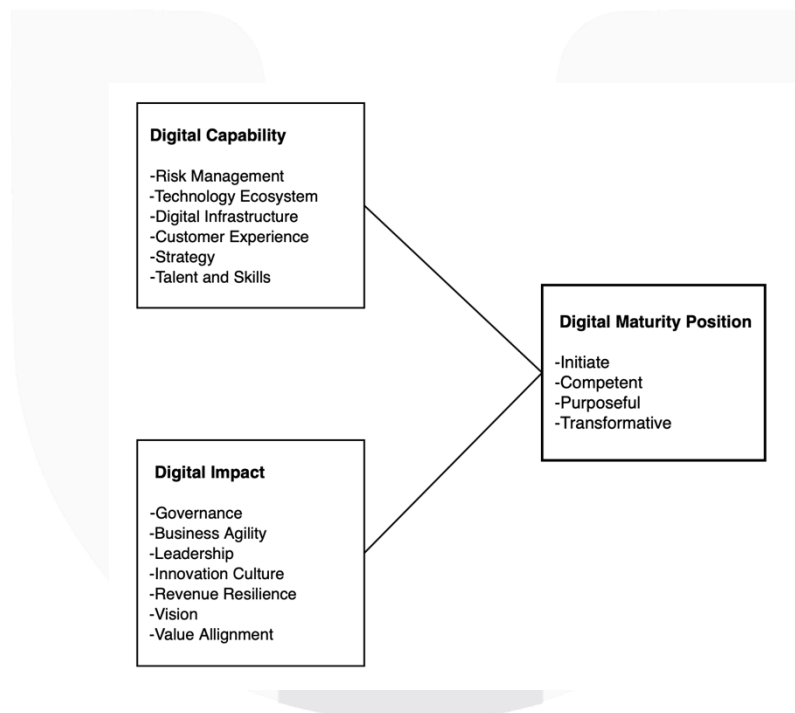 Digital Capability
-Risk Management
-Technology Ecosystem
-Digital Infrastructure
-Customer Experience
-Strategy
-Talent and Skills
Digital Impact
-Governance
-Business Agility
-Leadership
-Innovation Culture
-Revenue Resilience
-Vision
-Value Allignment
Digital Maturity Position
-Initiate
-Competent
-Purposeful
-Transformative